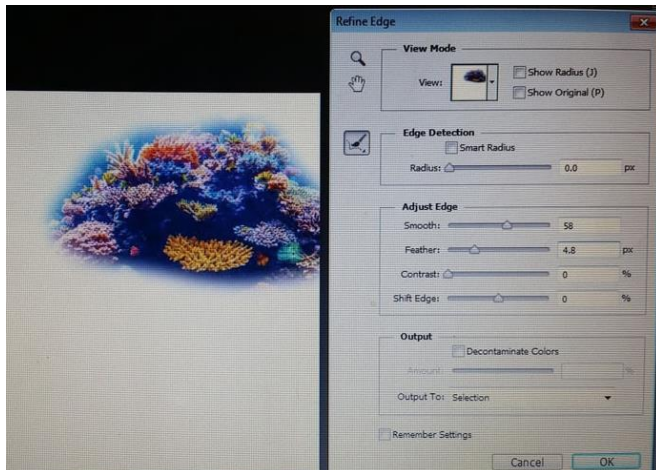 Refine Edge
View Mode
View:
Show Radius (J)
Show Original (P)
Edge Detection
Smart Radius
Radius: 0.0 px
Adjust Edge
Smooth: 58
Feather: 4.8 px
Contrast: 0 %
Shift Edge: 0 %
Output
Decontaminate Colors
Amount: %
Output To: Selection
Remember Settings
Cancel OK